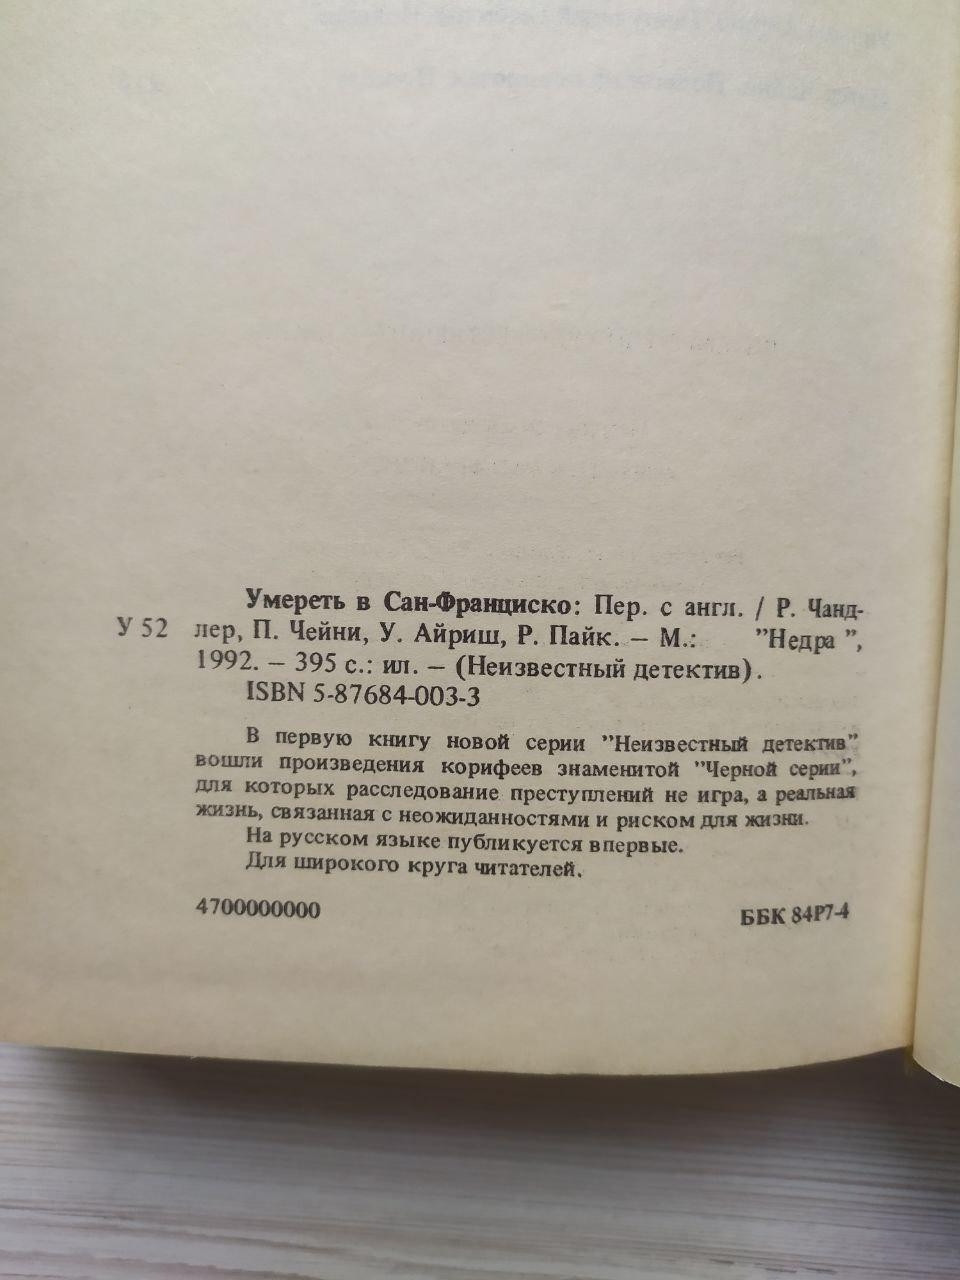 Умереть в Сан-Франциско: Пер. с англ. / Р. Чанд-
У 52 лер, П. Чейни, У. Айриш, Р. Пайк. – М.: "Недра",
1992. – 395 с.: ил. – (Неизвестный детектив).
ISBN 5-87684-003-3
В первую книгу новой серии "Неизвестный детектив"
вошли произведения корифеев знаменитой "Черной серии",
для которых расследование преступлений не игра, а реальная
жизнь, связанная с неожиданностями и риском для жизни.
На русском языке публикуется впервые.
Для широкого круга читателей.
4700000000 ББК 84Р7-4